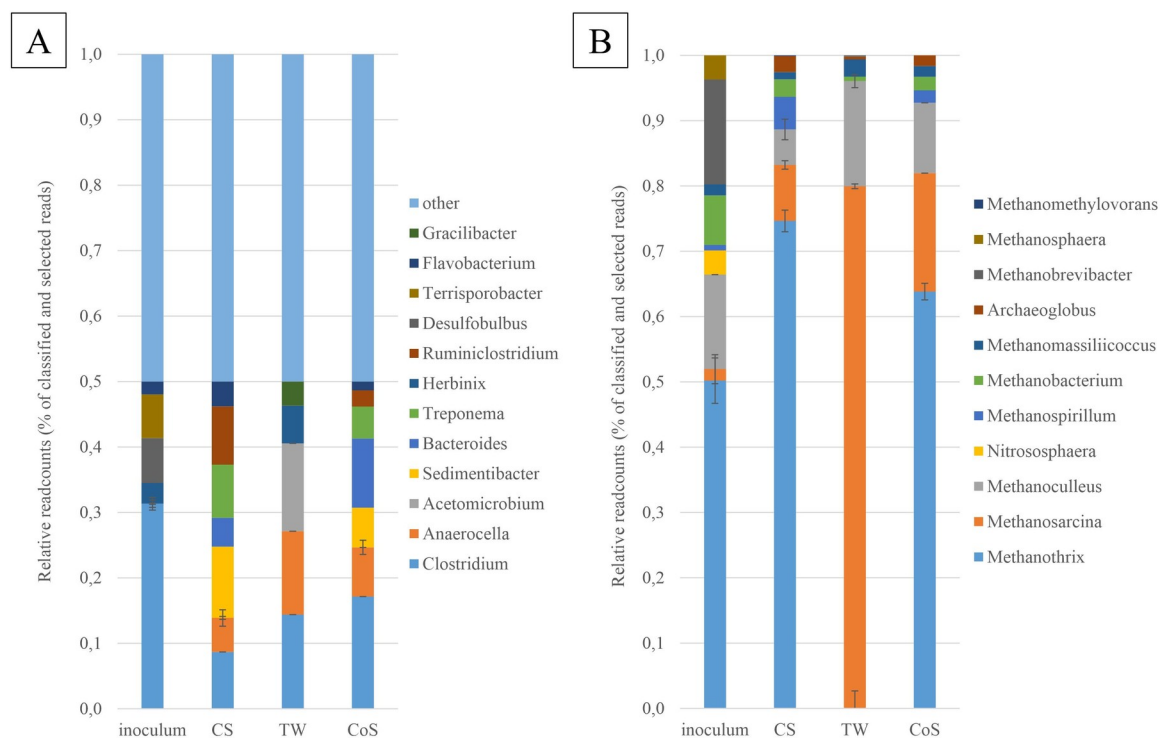 A
Relative readcounts (% of classified and selected reads)
1,0
0,9
0,8
0,7
0,6
0,5
0,4
0,3
0,2
0,1
0,0
inoculum CS TW CoS
other
Gracilibacter
Flavobacterium
Terrisporobacter
Desulfobulbus
Ruminiclostridium
Herbinix
Treponema
Bacteroides
Sedimentibacter
Acetomicrobium
Anaerocella
Clostridium
B
Relative readcounts (% of classified and selected reads)
1,0
0,9
0,8
0,7
0,6
0,5
0,4
0,3
0,2
0,1
0,0
inoculum CS TW CoS
Methanomethylovorans
Methanosphaera
Methanobrevibacter
Archaeoglobus
Methanomassiliicoccus
Methanobacterium
Methanospirillum
Nitrososphaera
Methanoculleus
Methanosarcina
Methanothrix